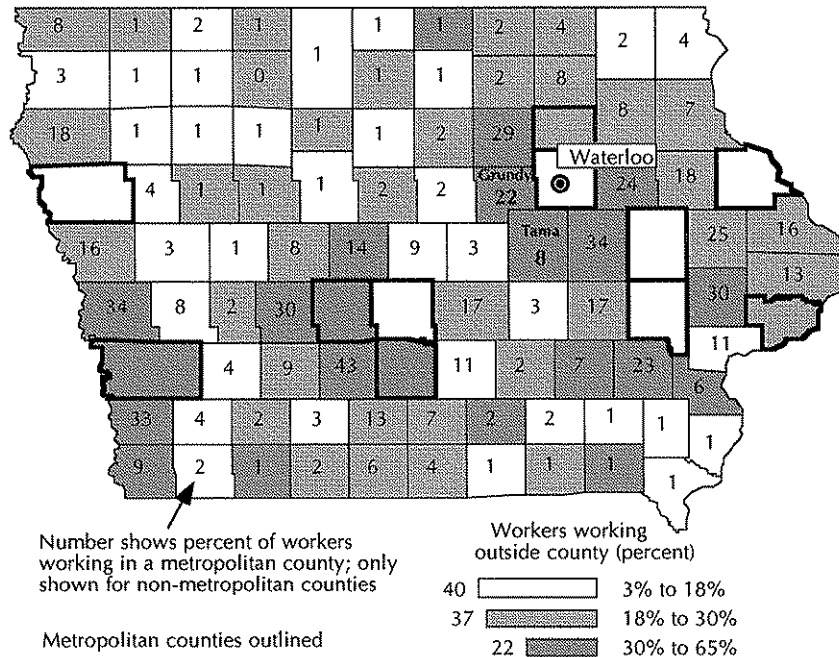 8 1 2 1 1 1 2 4 2 4
1
3 1 1 0 1 1 2 8
8 7
18 1 1 1 1 1 2 29
Waterloo
4 1 1 1 2 2 Grundy 22 24 18
16 3 1 8 14 9 3 Tama 8 34 25 16
13
34 8 2 30 17 3 17 30
11
4 9 43 11 2 7 23
6
33 4 2 3 13 7 2 2 1 1 1
9 2 1 2 6 4 1 1 1 1
Number shows percent of workers
working in a metropolitan county; only
shown for non-metropolitan counties
Metropolitan counties outlined
Workers working
outside county (percent)
40 3% to 18%
37 18% to 30%
22 30% to 65%